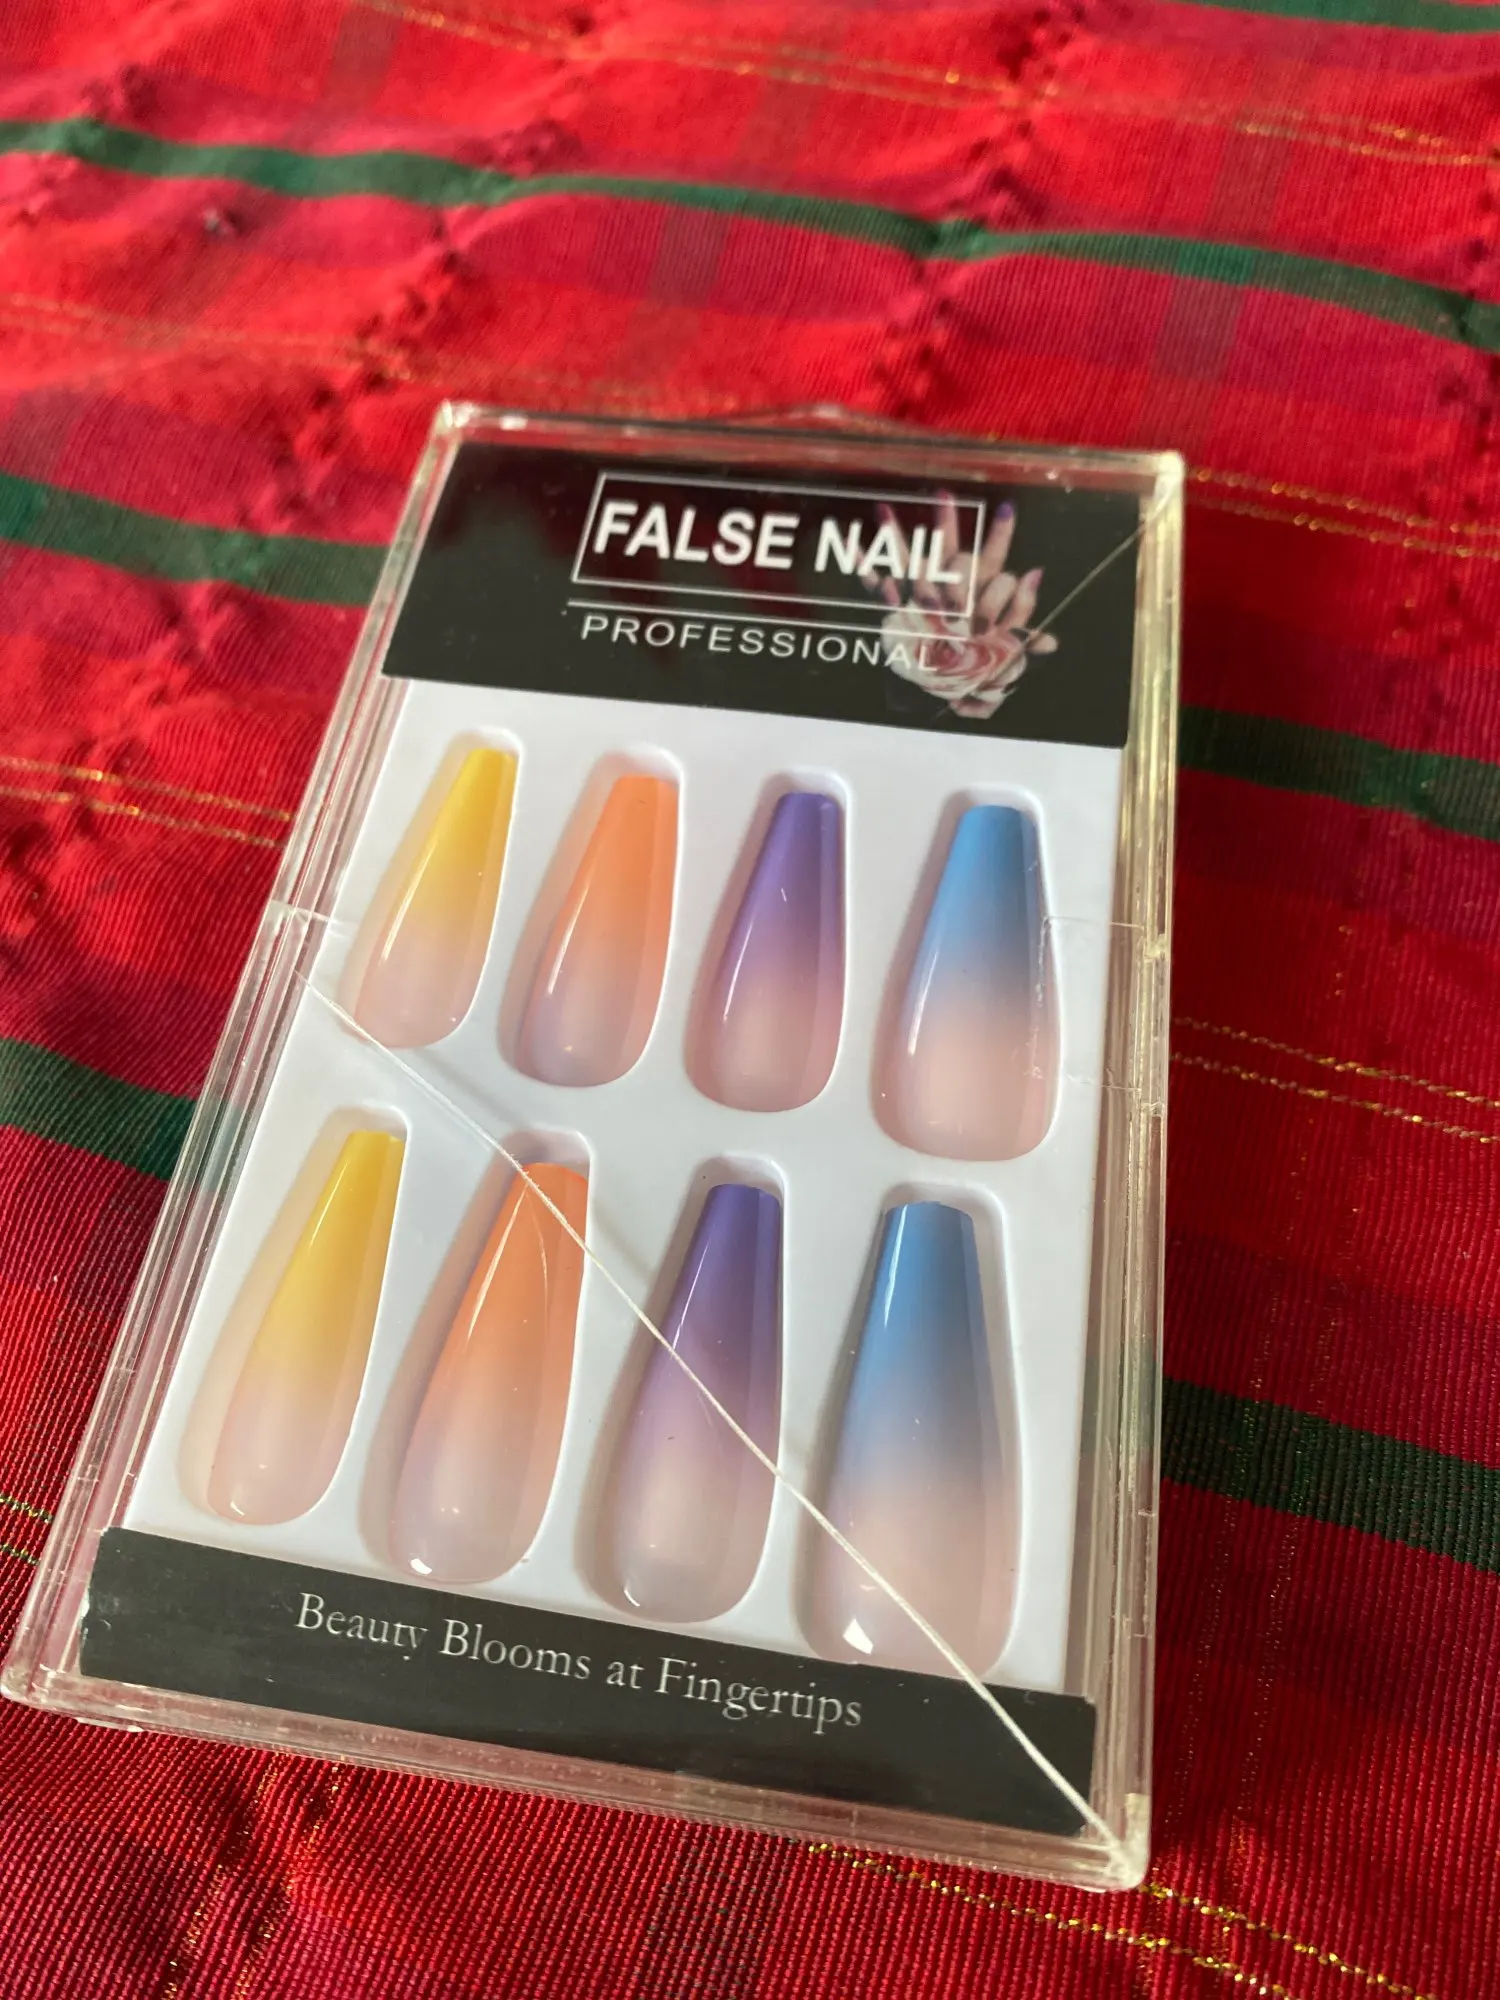 FALSE NAIL
PROFESSIONAL
Beauty Blooms at Fingertips